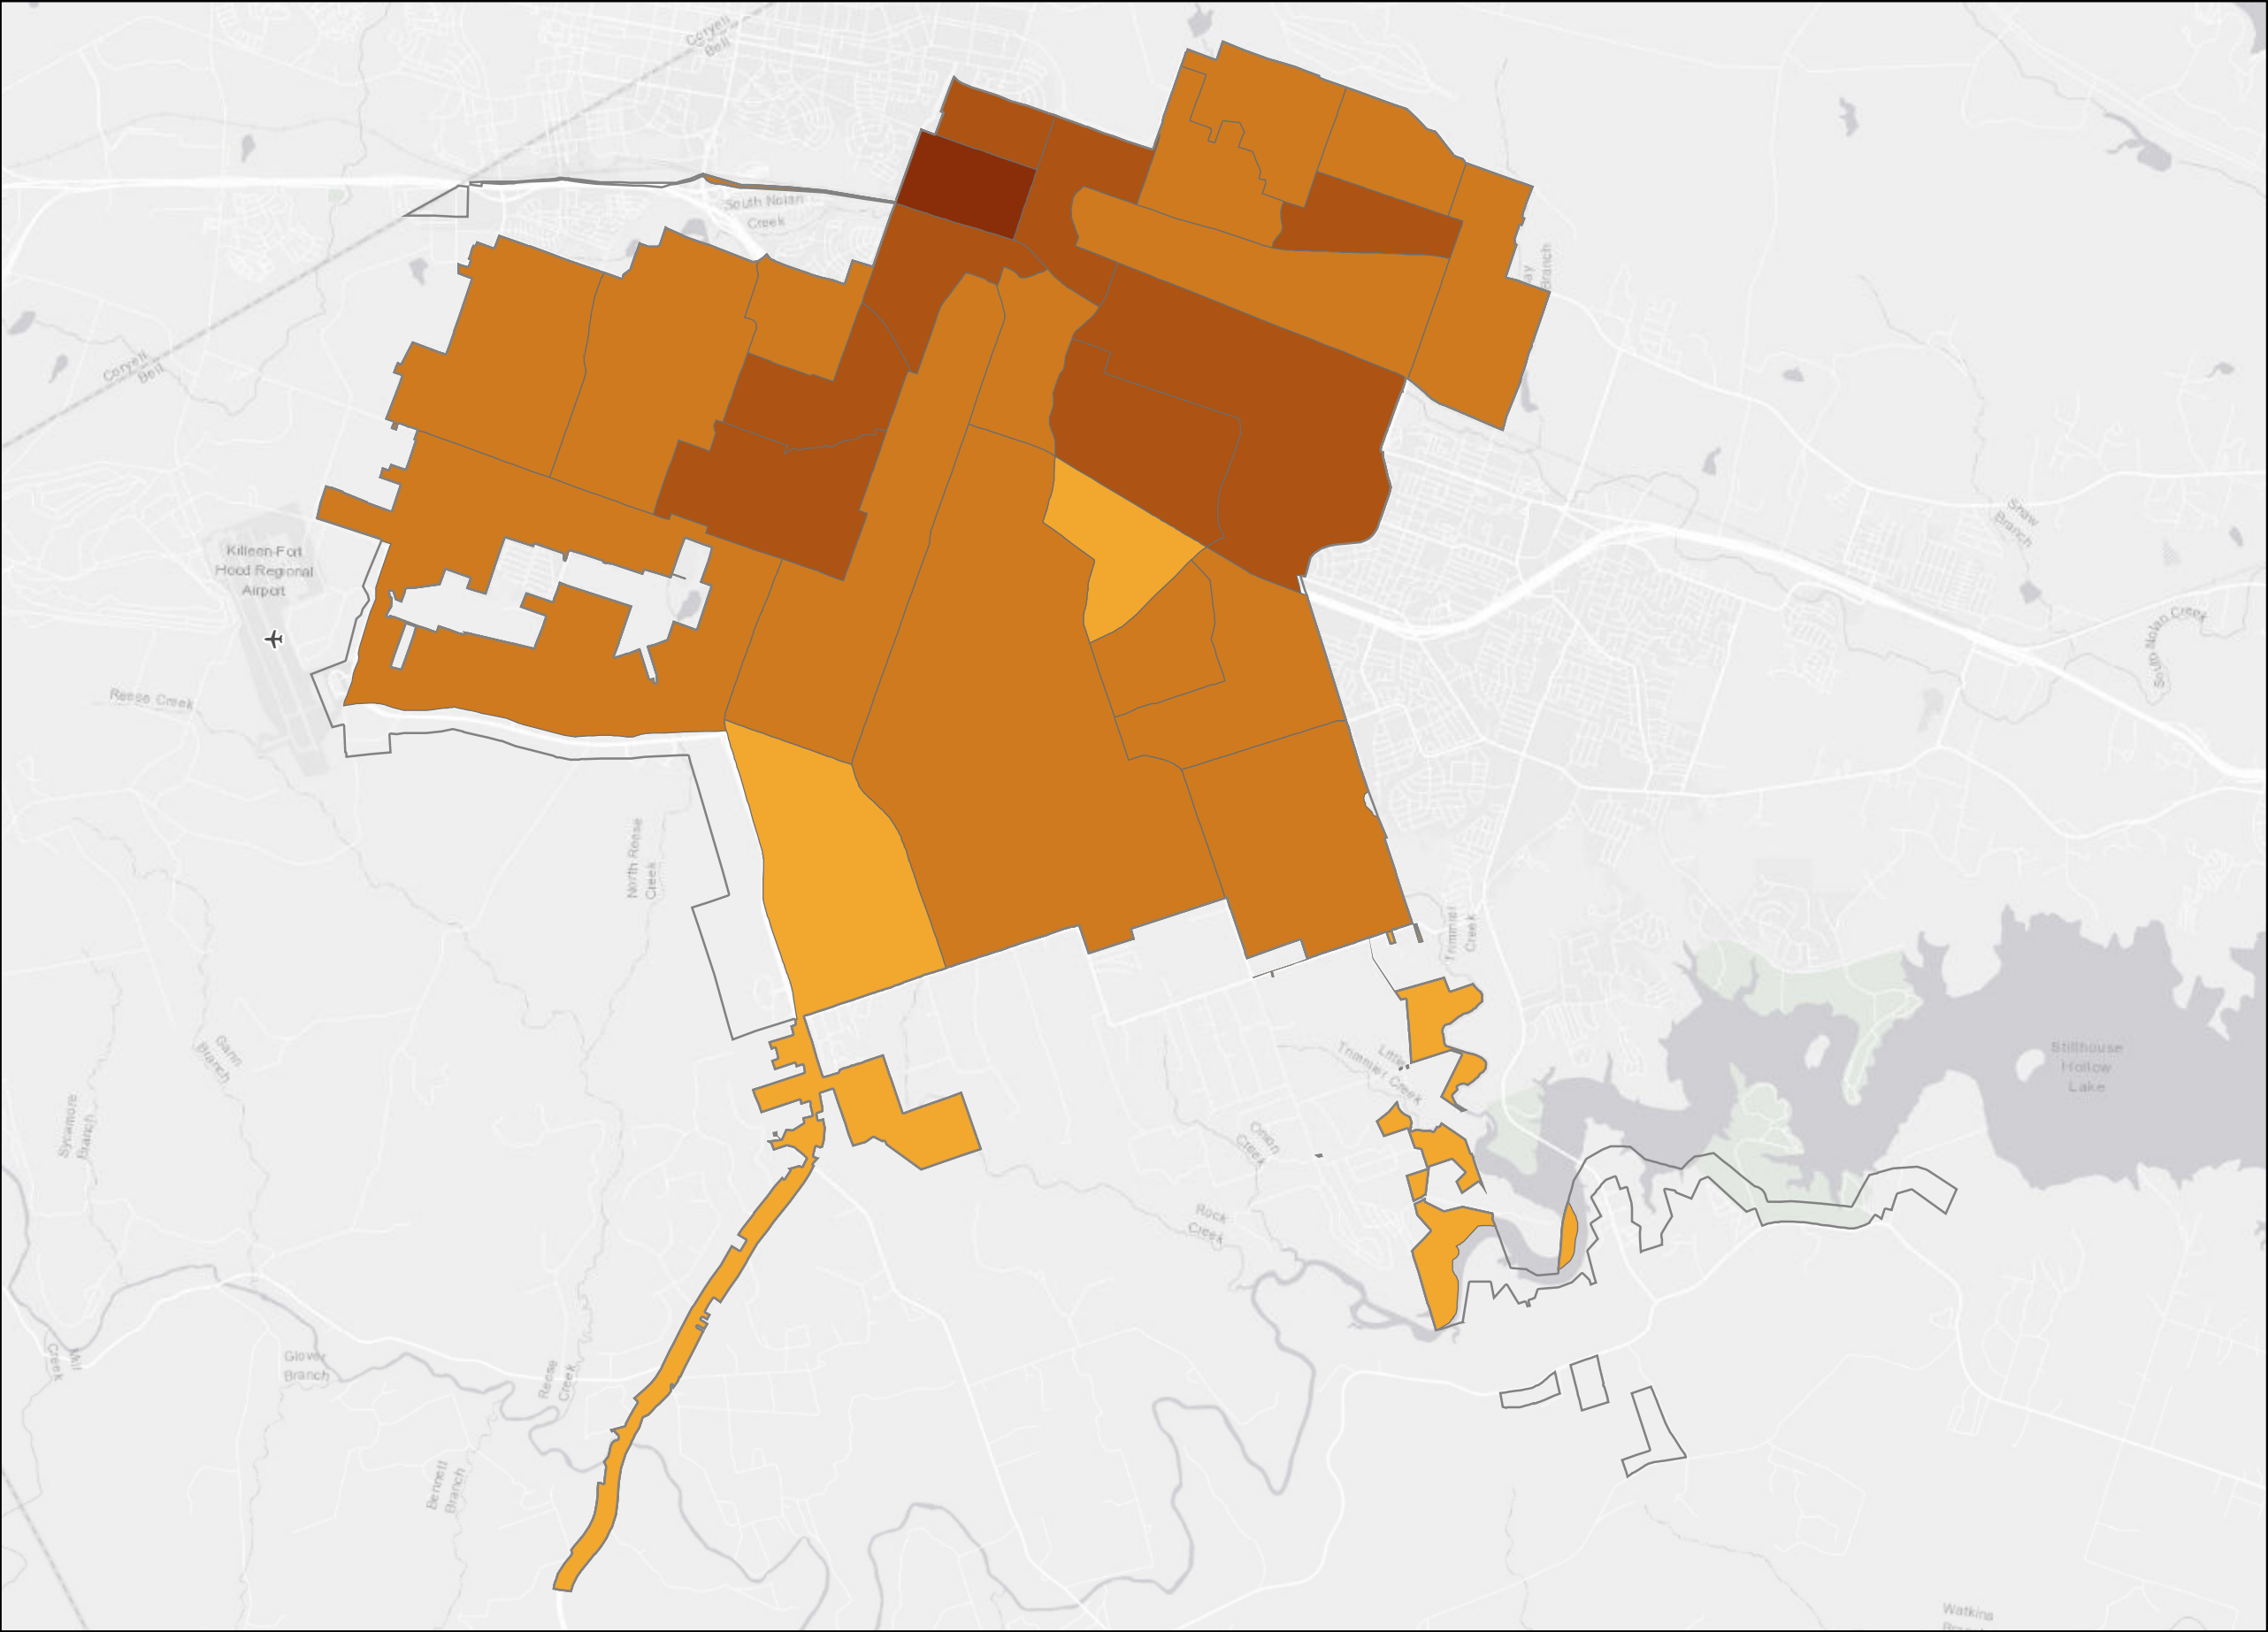 Coryell
Bell
South Nolan
Creek
Branch
Coryell
Bell
Killeen-Fort
Hood Regional
Airport
Shaw
Branch
South Nolan Creek
Reese Creek
North Reese
Creek
Trimmier
Creek
Gann
Branch
Sycamore
Branch
Little
Trimmier Creek
Stillhouse
Hollow
Lake
Onion
Creek
Rock
Creek
Mill
Creek
Glover
Branch
Reese
Creek
Bennett
Branch
Watkins